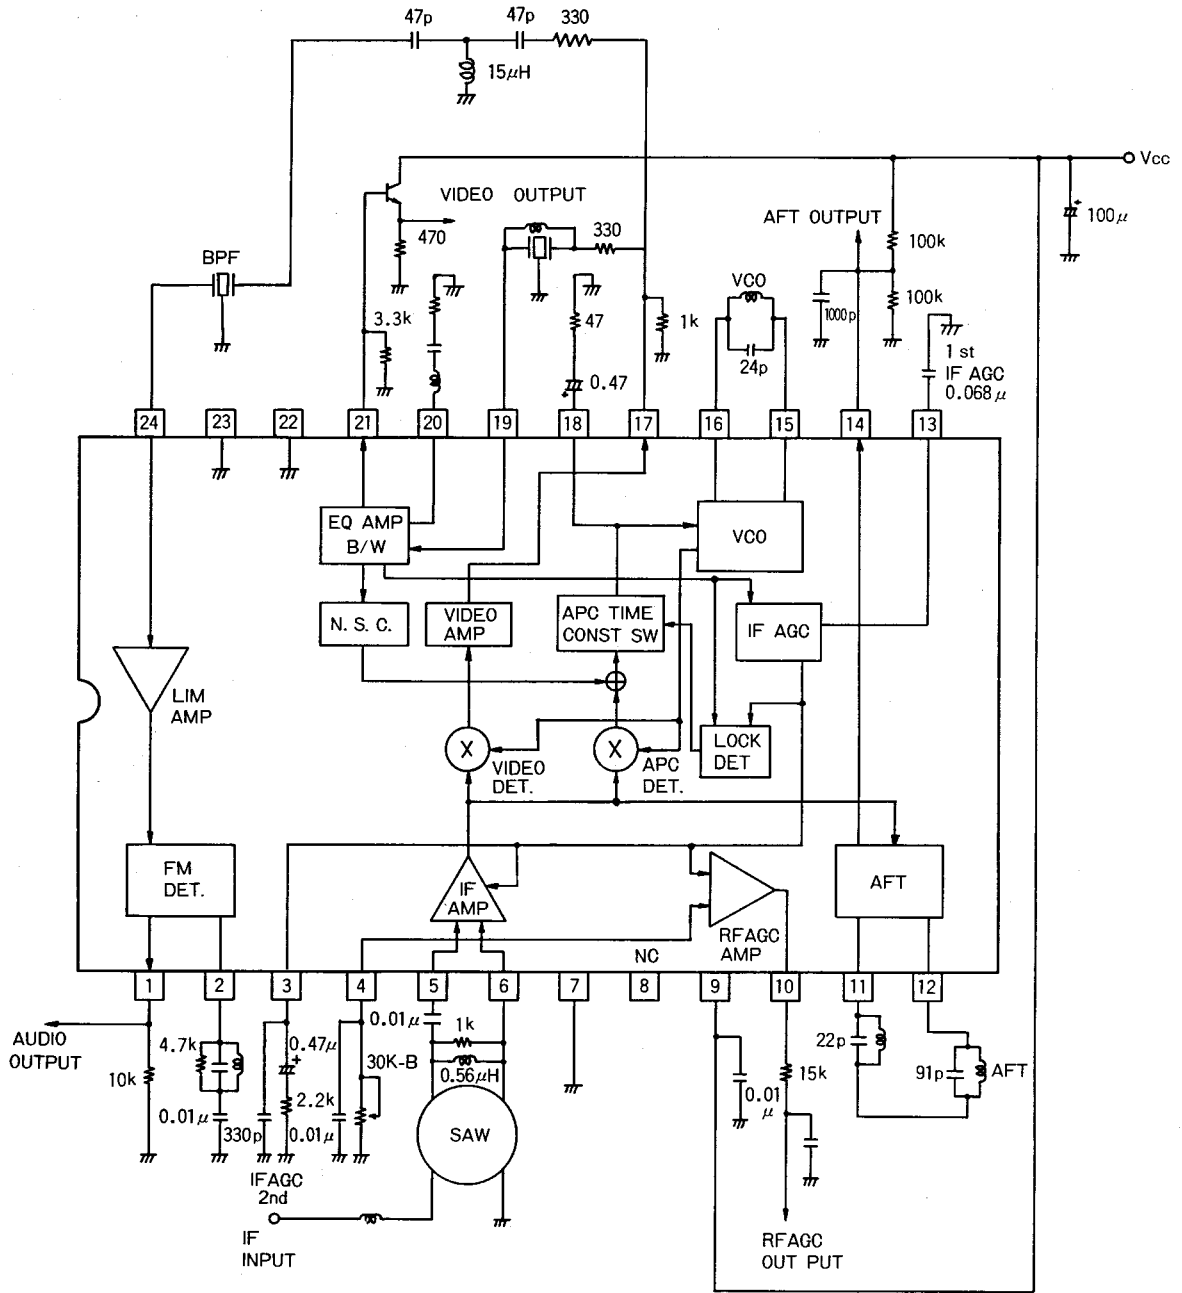 47p
47p
330
15μH
Vcc
VIDEO OUTPUT
AFT OUTPUT
100μ
470
330
100k
BPF
VCO
100k
3.3k
47
1k
1000p
1 st
IF AGC
0.068μ
24p
0.47
24
23
22
21
20
19
18
17
16
15
14
13
EQ AMP
B/W
VCO
N. S. C.
VIDEO
AMP
APC TIME
CONST SW
IF AGC
LIM
AMP
X
X
LOCK
DET
VIDEO
DET.
APC
DET.
FM
DET.
IF
AMP
AFT
RFAGC
AMP
NC
1
2
3
4
5
6
7
8
9
10
11
12
AUDIO
OUTPUT
10k
4.7k
0.01μ
330p
0.47μ
+
2.2k
0.01μ
30K-B
0.01μ
1k
0.56μH
SAW
0.01
μ
15k
22p
91p
AFT
IFAGC
2nd
IF
INPUT
RFAGC
OUT PUT